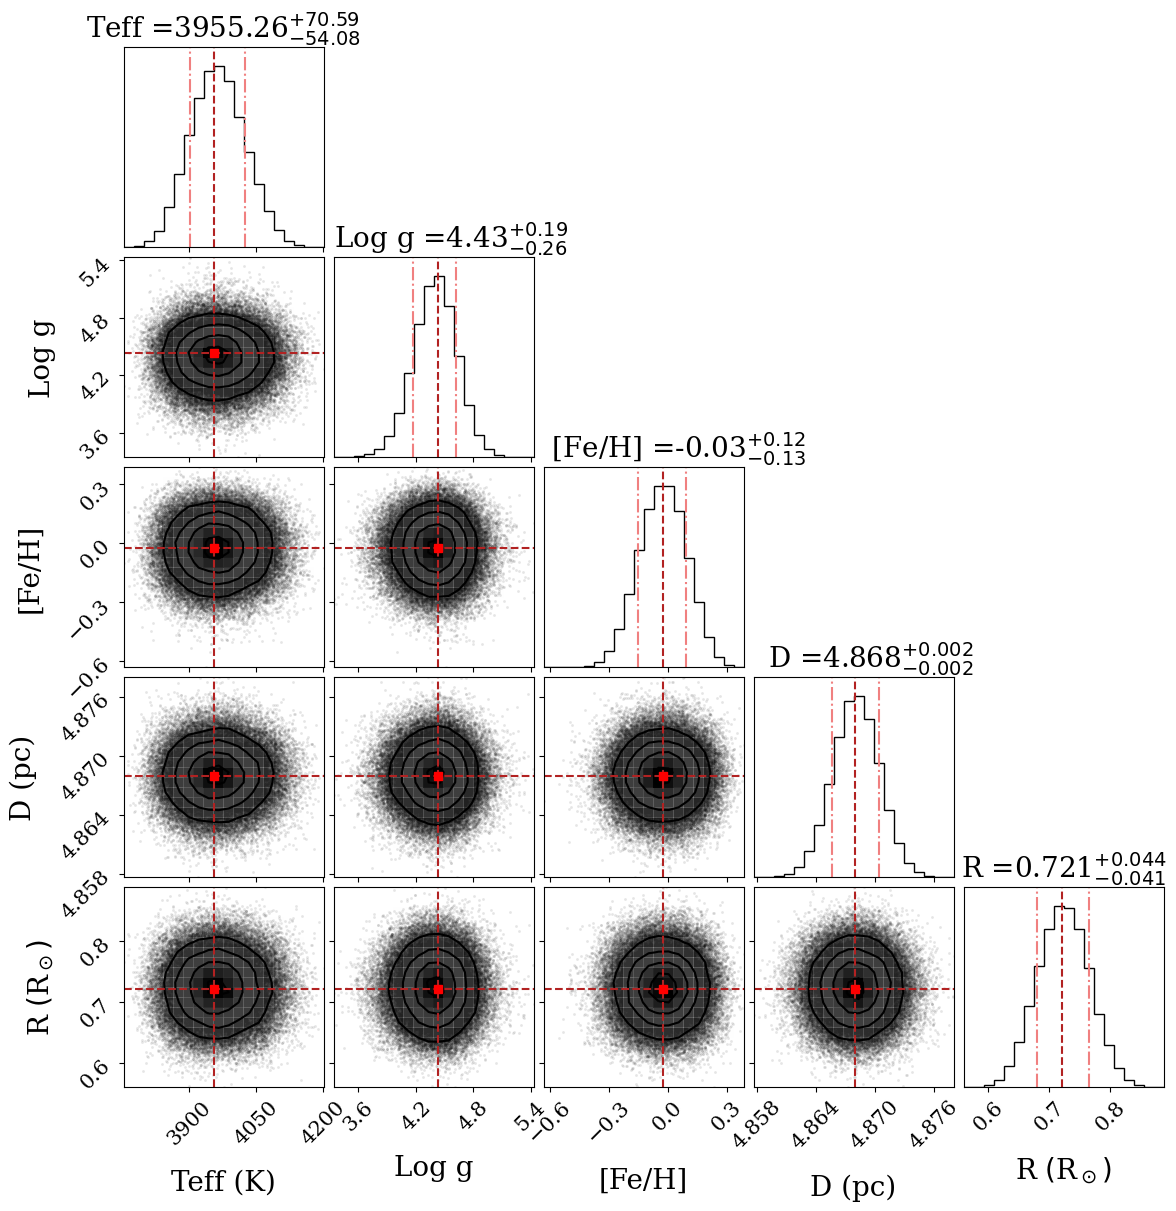 Teff =3955.26$^{+70.59}_{-54.08}$
Log g =4.43$^{+0.19}_{-0.26}$
5.4
4.8
4.2
3.6
Log g
[Fe/H] =-0.03$^{+0.12}_{-0.13}$
0.3
0.0
−0.3
−0.6
[Fe/H]
D =4.868$^{+0.002}_{-0.002}$
4.876
4.870
4.864
4.858
D (pc)
R =0.721$^{+0.044}_{-0.041}$
0.8
0.7
0.6
R (R$_\odot$)
3900 4050 4200 3.6 4.2 4.8 5.4 −0.6 −0.3 0.0 0.3 4.858 4.864 4.870 4.876 0.6 0.7 0.8
Teff (K) Log g [Fe/H] D (pc) R (R$_\odot$)